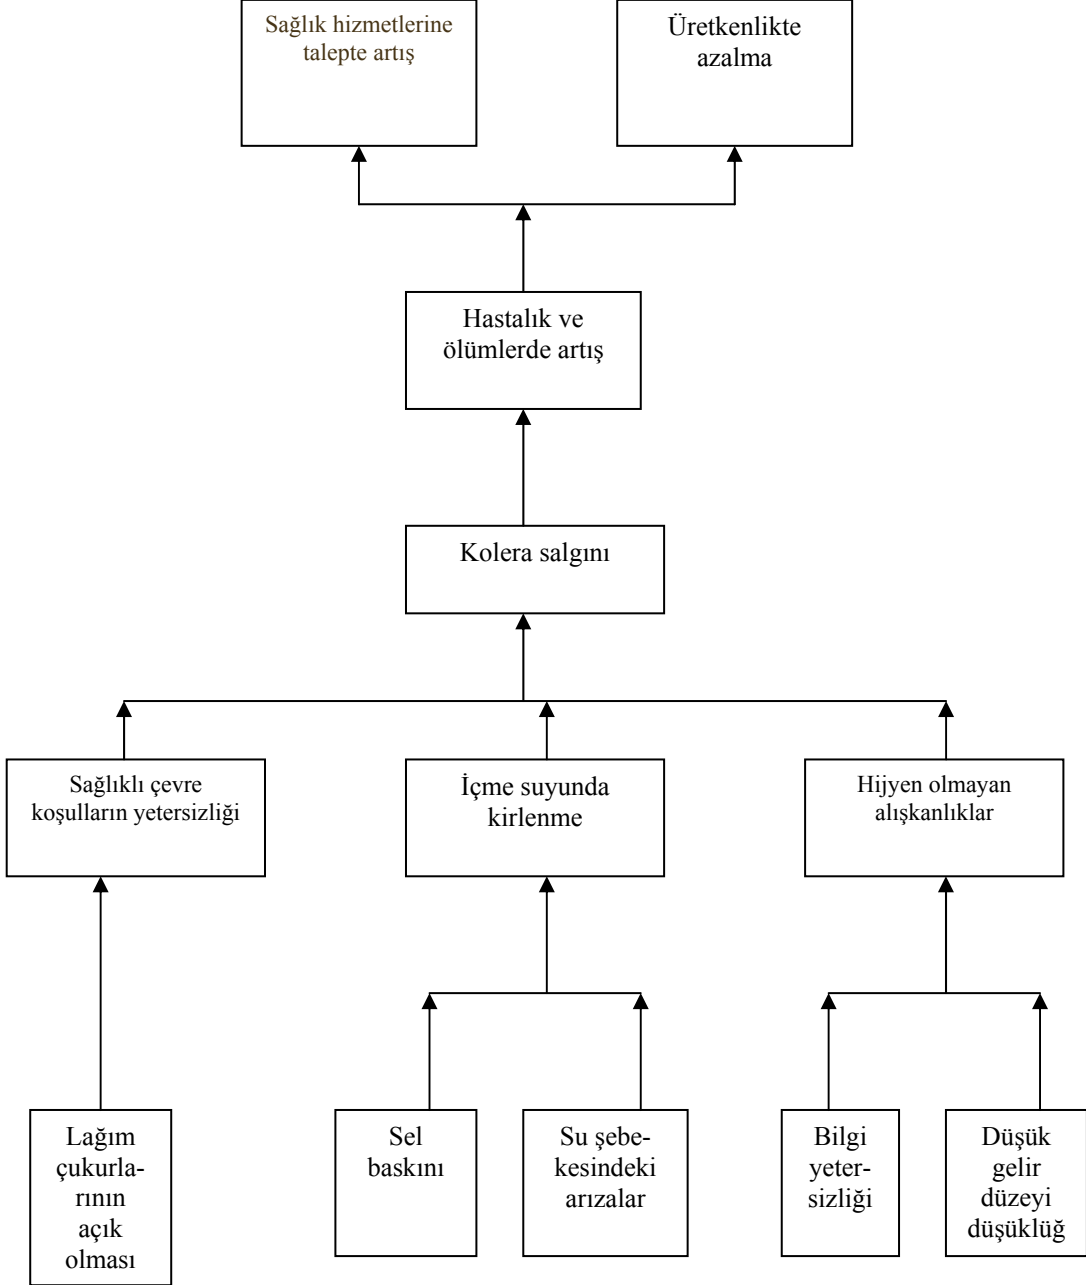 Sağlık hizmetlerine
talepte artış
Üretkenlikte
azalma
Hastalık ve
ölümlerde artış
Kolera salgını
Sağlıklı çevre
koşulların yetersizliği
İçme suyunda
kirlenme
Hijyen olmayan
alışkanlıklar
Lağım
çukurla-
rının
açık
olması
Sel
baskını
Su şebe-
kesindeki
arızalar
Bilgi
yeter-
sizliği
Düşük
gelir
düzeyi
düşüklüğ